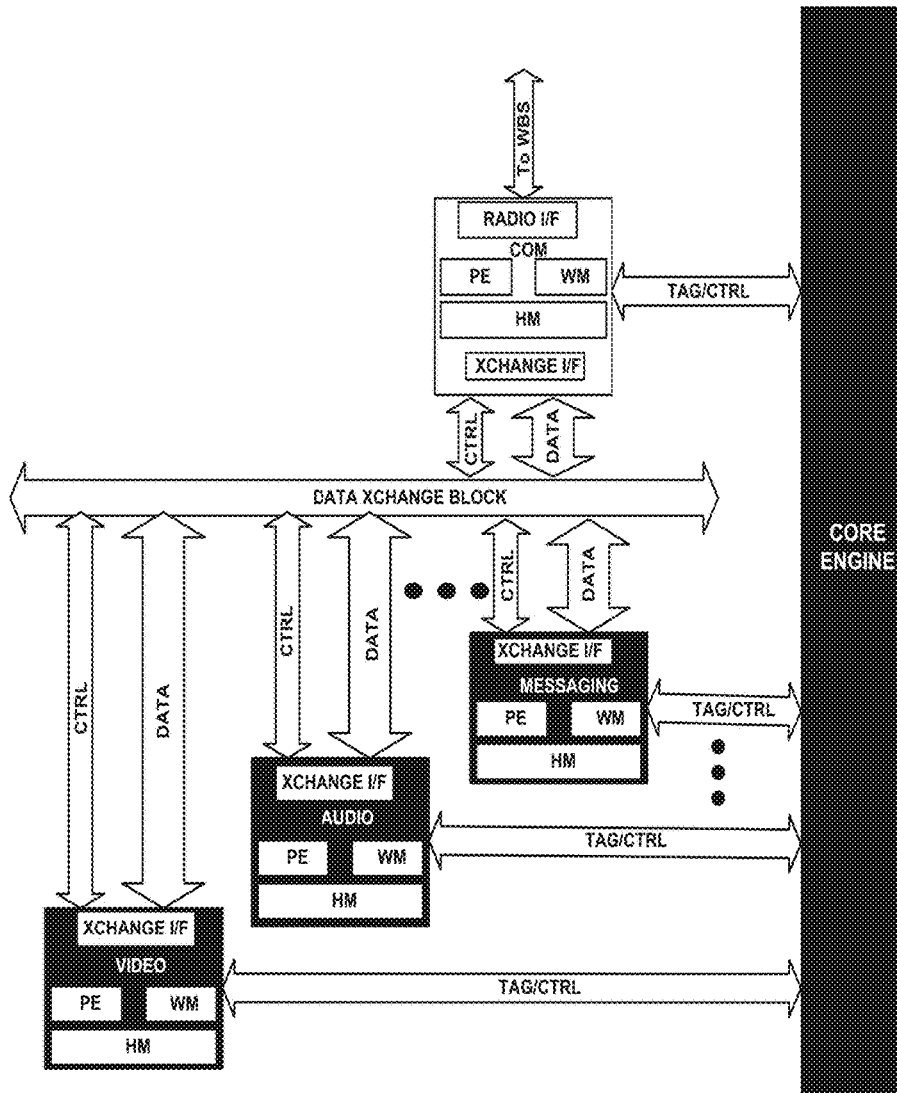 To WBS
RADIO I/F
COM
PE
WM
HM
XCHANGE I/F
TAG/CTRL
CTRL
DATA
DATA XCHANGE BLOCK
CORE
ENGINE
CTRL
DATA
CTRL
DATA
CTRL
DATA
XCHANGE I/F
MESSAGING
PE
WM
HM
TAG/CTRL
XCHANGE I/F
AUDIO
PE
WM
HM
TAG/CTRL
XCHANGE I/F
VIDEO
PE
WM
HM
TAG/CTRL